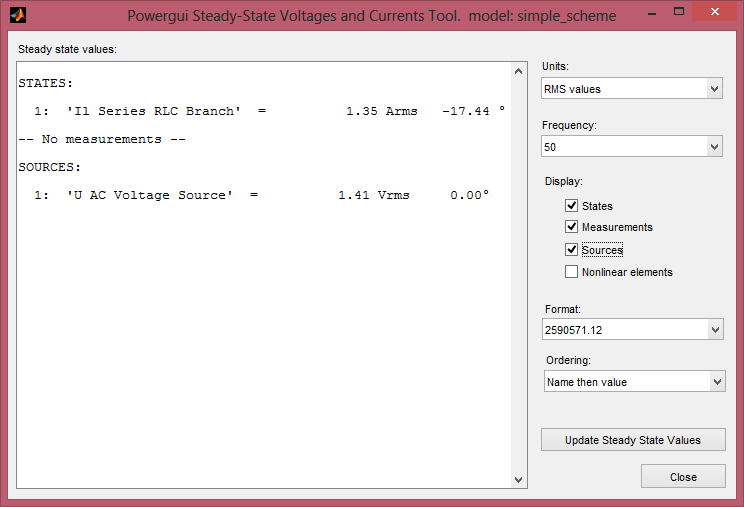 Powergui Steady-State Voltages and Currents Tool.  model: simple_scheme
Steady state values:
STATES:
1:  'Il Series RLC Branch'  =          1.35 Arms   -17.44 °
-- No measurements --
SOURCES:
1:  'U AC Voltage Source'  =          1.41 Vrms     0.00°
Units:
RMS values
Frequency:
50
Display:
States
Measurements
Sources
Nonlinear elements
Format:
2590571.12
Ordering:
Name then value
Update Steady State Values
Close